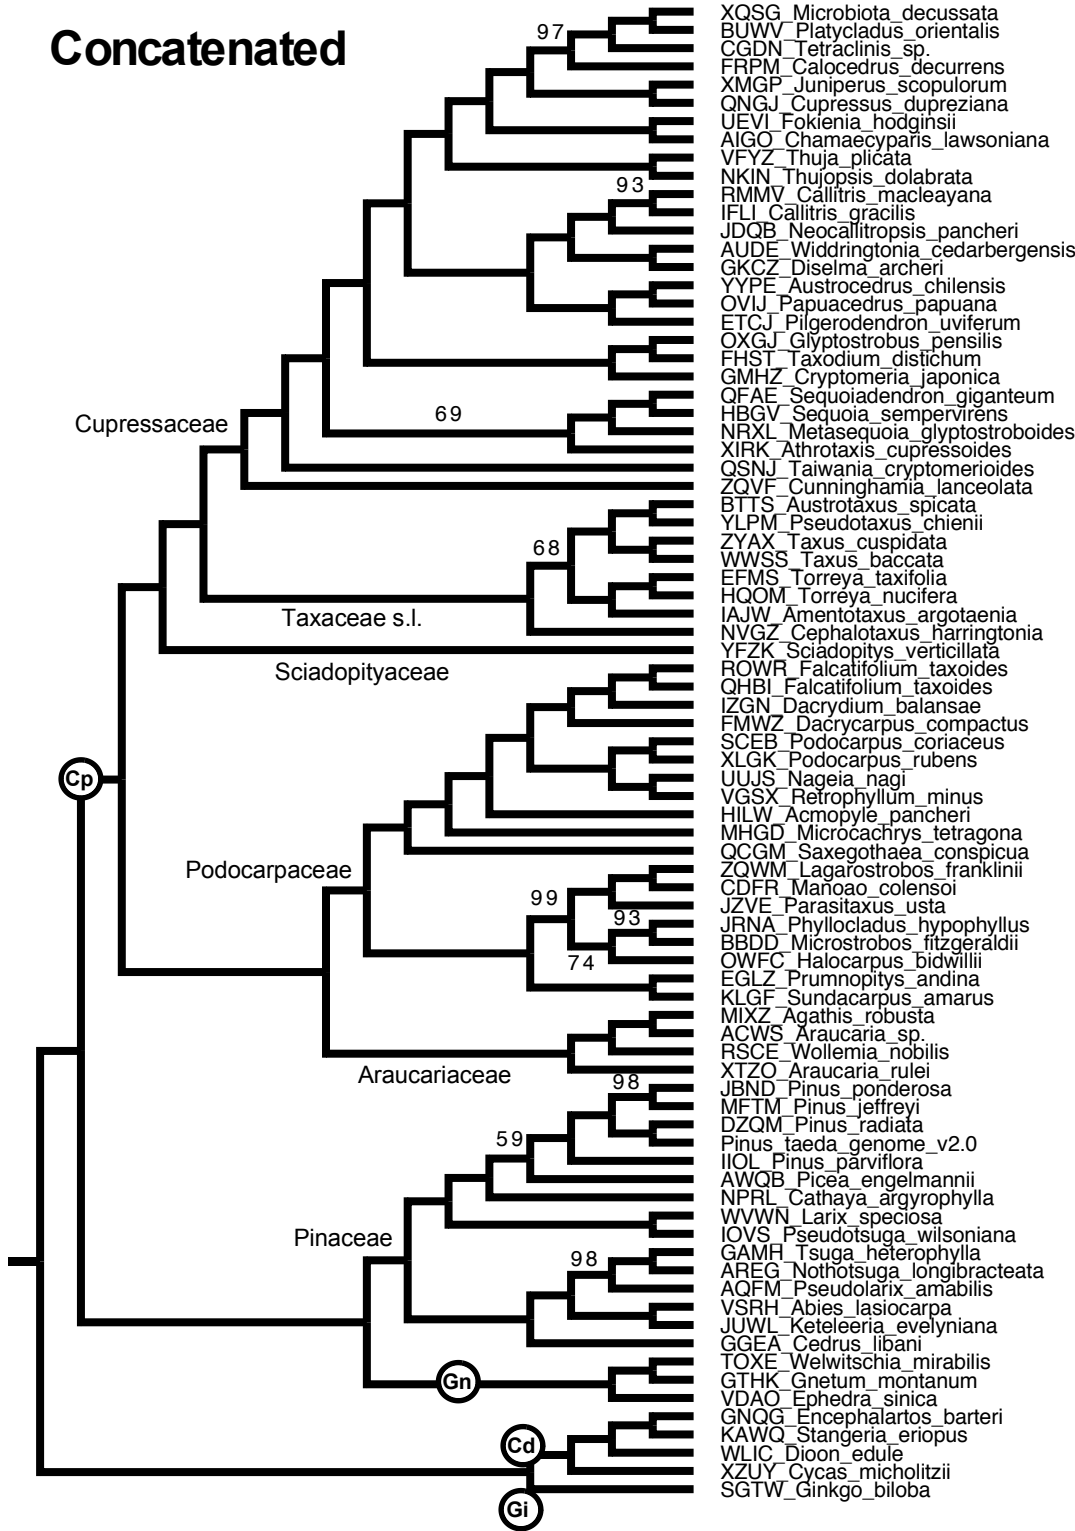 Concatenated
XQSG_Microbiota_decussata
BUWV_Platycladus_orientalis
97
CGDN_Tetraclinis_sp.
FRPM_Calocedrus_decurrens
XMGP_Juniperus_scopulorum
QNGJ_Cupressus_dupreziana
UEVI_Fokienia_hodginsii
AIGO_Chamaecyparis_lawsoniana
VFYZ_Thuja_plicata
NKIN_Thujopsis_dolabrata
93
RMMV_Callitris_macleayana
IFLI_Callitris_gracilis
JDQB_Neocallitropsis_pancheri
AUDE_Widdringtonia_cedarbergensis
GKCZ_Diselma_archeri
YYPE_Austrocedrus_chilensis
OVIJ_Papuacedrus_papuana
ETCJ_Pilgerodendron_uviferum
OXGJ_Glyptostrobus_pensilis
FHST_Taxodium_distichum
GMHZ_Cryptomeria_japonica
QFAE_Sequoiadendron_giganteum
69
HBGV_Sequoia_sempervirens
Cupressaceae
NRXL_Metasequoia_glyptostroboides
XIRK_Athrotaxis_cupressoides
QSNJ_Taiwania_cryptomerioides
ZQVF_Cunninghamia_lanceolata
BTTS_Austrotaxus_spicata
YLPM_Pseudotaxus_chienii
ZYAX_Taxus_cuspidata
68
WWSS_Taxus_baccata
EFMS_Torreya_taxifolia
HQOM_Torreya_nucifera
IAJW_Amentotaxus_argotaenia
Taxaceae s.l.
NVGZ_Cephalotaxus_harringtonia
YFZK_Sciadopitys_verticillata
Sciadopityaceae
ROWR_Falcatifolium_taxoides
QHBI_Falcatifolium_taxoides
IZGN_Dacrydium_balansae
FMWZ_Dacrycarpus_compactus
SCEB_Podocarpus_coriaceus
XLGK_Podocarpus_rubens
Cp
UUJS_Nageia_nagi
VGSX_Retrophyllum_minus
HILW_Acmopyle_pancheri
MHGD_Microcachrys_tetragona
QCGM_Saxegothaea_conspicua
Podocarpaceae
ZQWM_Lagarostrobos_franklinii
CDFR_Manoao_colensoi
99
JZVE_Parasitaxus_usta
93
JRNA_Phyllocladus_hypophyllus
BBDD_Microstrobos_fitzgeraldii
74
OWFC_Halocarpus_bidwillii
EGLZ_Prumnopitys_andina
KLGF_Sundacarpus_amarus
MIXZ_Agathis_robusta
ACWS_Araucaria_sp.
RSCE_Wollemia_nobilis
XTZO_Araucaria_rulei
Araucariaceae
98
JBND_Pinus_ponderosa
MFTM_Pinus_jeffreyi
DZQM_Pinus_radiata
59
Pinus_taeda_genome_v2.0
IIOL_Pinus_parviflora
AWQB_Picea_engelmannii
NPRL_Cathaya_argyrophylla
WVWN_Larix_speciosa
IOVS_Pseudotsuga_wilsoniana
Pinaceae
GAMH_Tsuga_heterophylla
98
AREG_Nothotsuga_longibracteata
AQFM_Pseudolarix_amabilis
VSRH_Abies_lasiocarpa
JUWL_Keteleeria_evelyniana
GGEA_Cedrus_libani
TOXE_Welwitschia_mirabilis
Gn
GTHK_Gnetum_montanum
VDAO_Ephedra_sinica
GNQG_Encephalartos_barteri
KAWQ_Stangeria_eriopus
Cd
WLIC_Dioon_edule
XZUY_Cycas_micholitzii
SGTW_Ginkgo_biloba
Gi